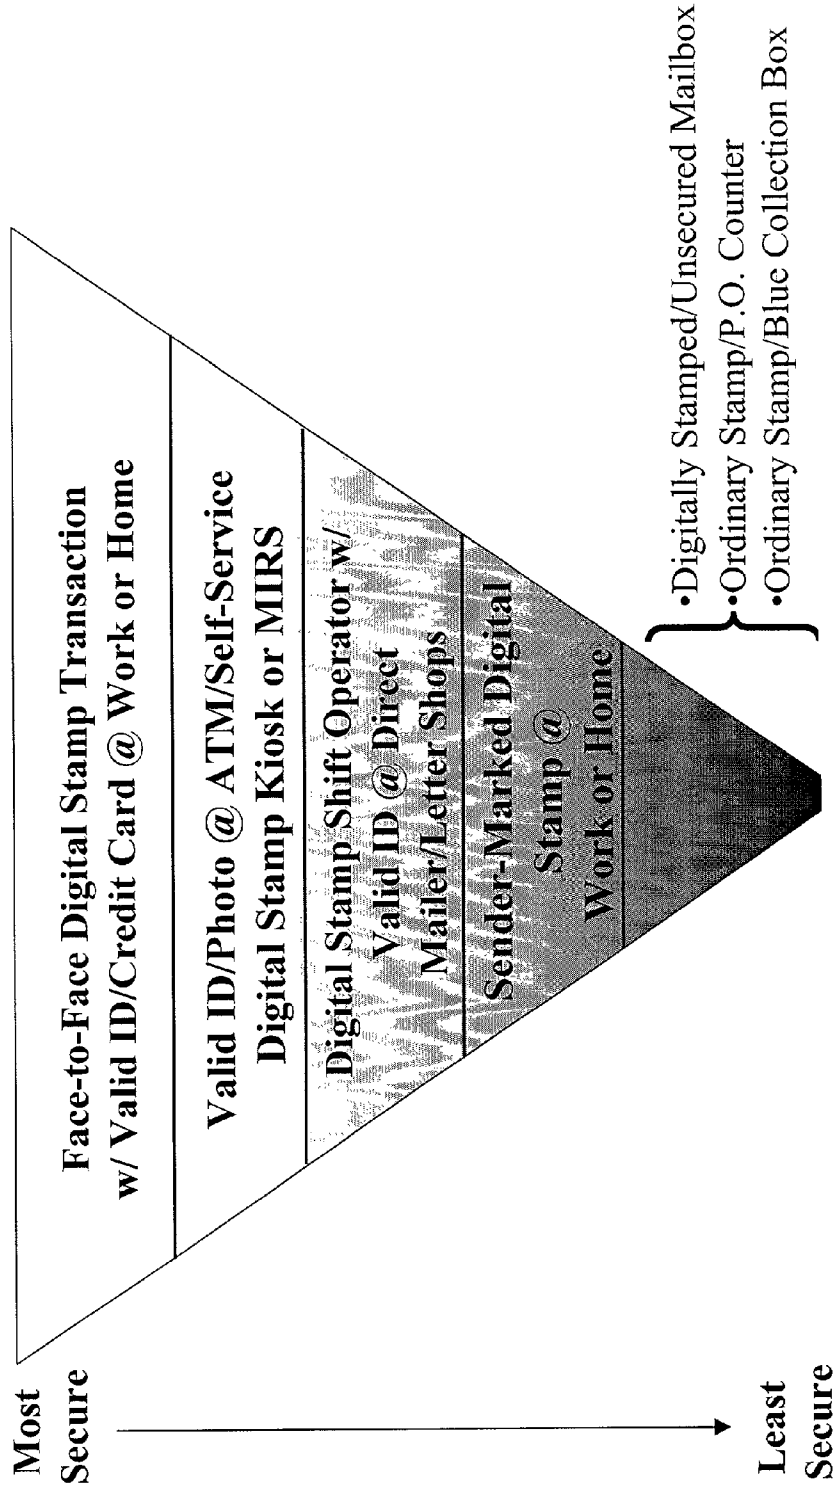 Most
Secure
Face-to-Face Digital Stamp Transaction
w/ Valid ID/Credit Card @ Work or Home
Valid ID/Photo @ ATM/Self-Service
Digital Stamp Kiosk or MIRS
Digital Stamp Shift Operator w/
Valid ID @ Direct
Mailer/Letter Shops
Sender-Marked Digital
Stamp @
Work or Home
•Digitally Stamped/Unsecured Mailbox
•Ordinary Stamp/P.O. Counter
•Ordinary Stamp/Blue Collection Box
Least
Secure